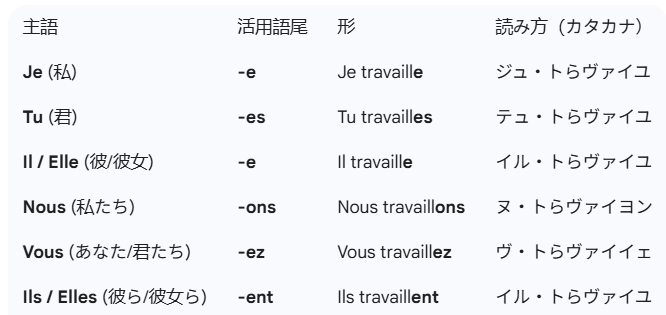 主語 活用語尾 形 読み方（カタカナ）
Je (私) -e Je travaille ジュ・トらヴァイユ
Tu (君) -es Tu travailles テュ・トらヴァイユ
Il / Elle (彼/彼女) -e Il travaille イル・トらヴァイユ
Nous (私たち) -ons Nous travaillons ヌ・トらヴァイヨン
Vous (あなた/君たち) -ez Vous travaillez ヴ・トらヴァイイェ
Ils / Elles (彼ら/彼女ら) -ent Ils travaillent イル・トらヴァイユ